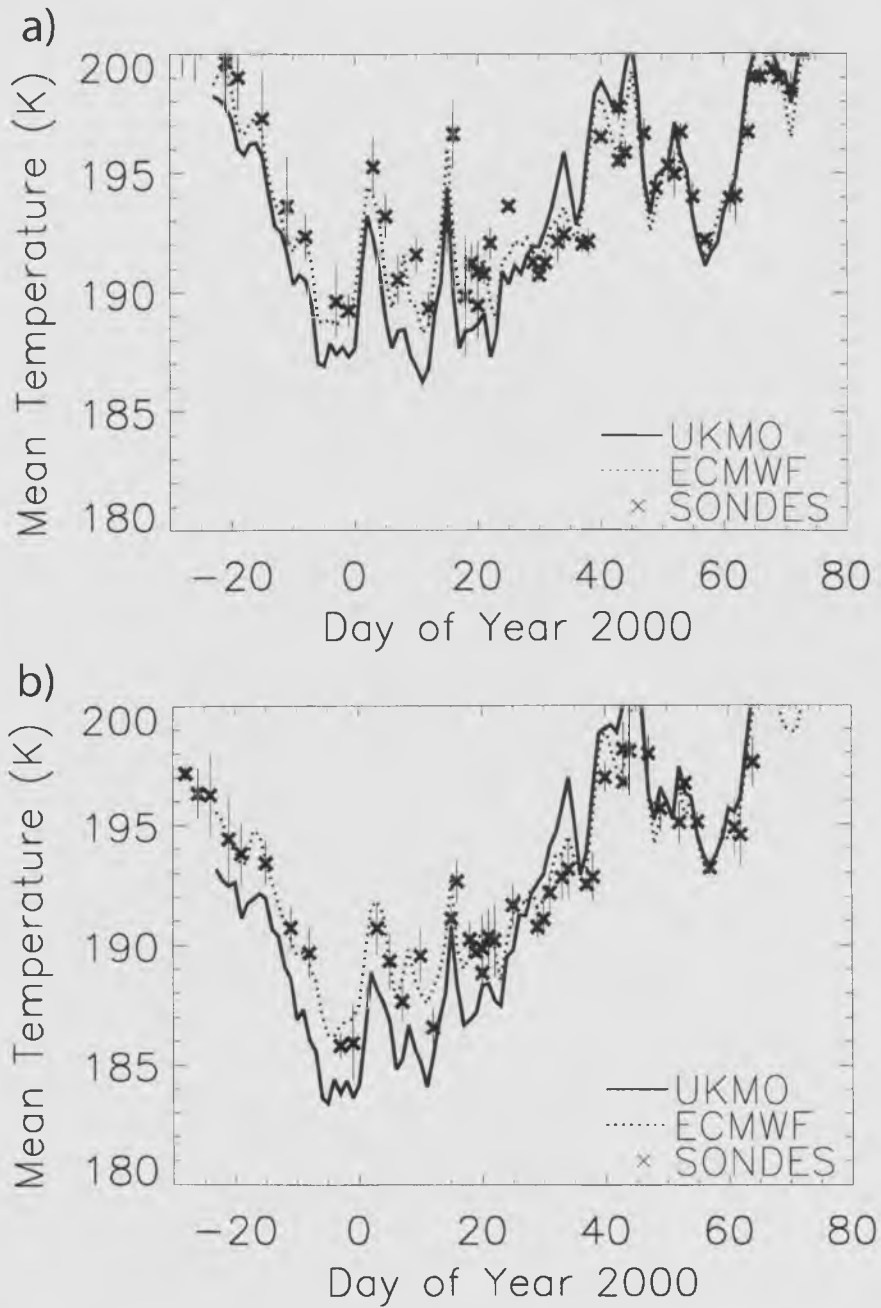 a)
200
195
190
185
180
Mean Temperature (K)
UKMO
ECMWF
SONDES
−20
0
20
40
60
80
Day of Year 2000
b)
200
195
190
185
180
Mean Temperature (K)
UKMO
ECMWF
SONDES
−20
0
20
40
60
80
Day of Year 2000